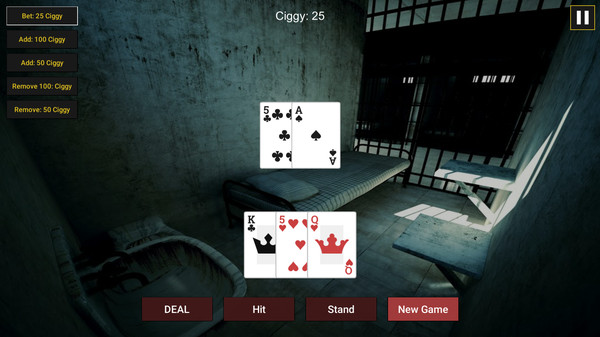 Bet: 25 Ciggy
Ciggy: 25
Add: 100 Ciggy
Add: 50 Ciggy
Remove 100: Ciggy
Remove: 50 Ciggy
5 A
A
K 5 Q
Q
DEAL Hit Stand New Game